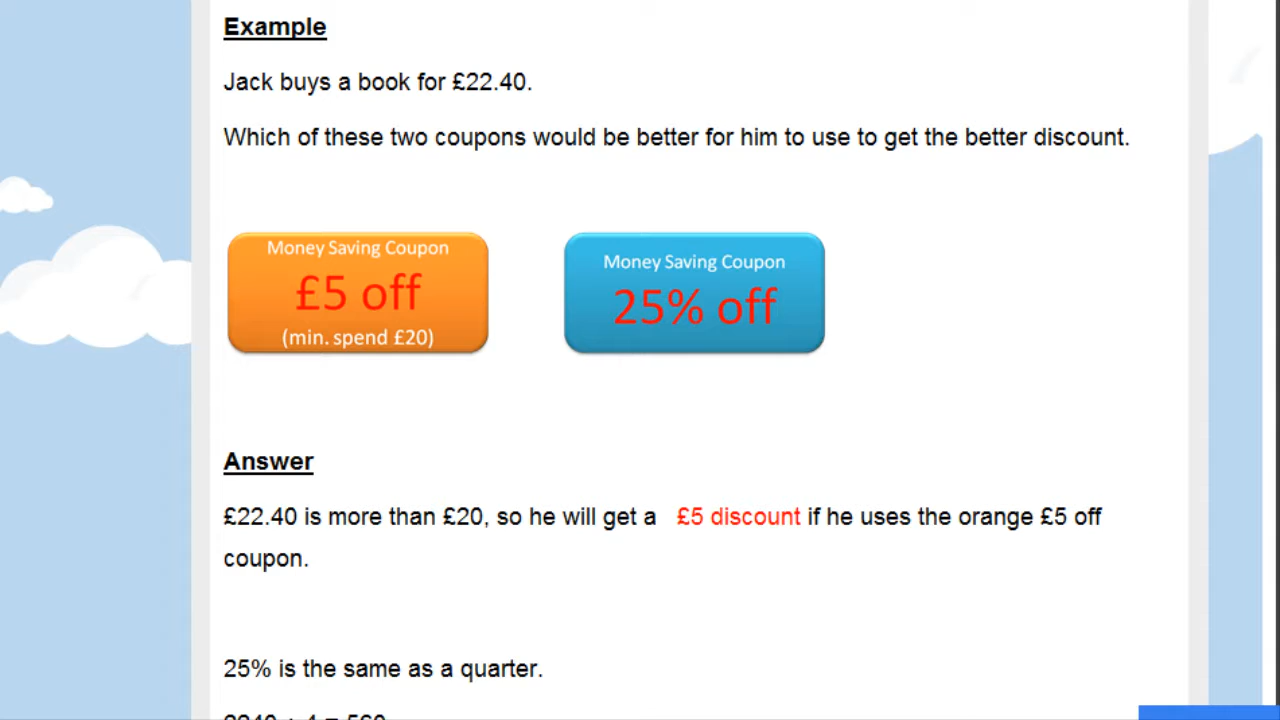 Example
Jack buys a book for £22.40.
Which of these two coupons would be better for him to use to get the better discount.
Money Saving Coupon
£5 off
(min. spend £20)
Money Saving Coupon
25% off
Answer
£22.40 is more than £20, so he will get a £5 discount if he uses the orange £5 off
coupon.
25% is the same as a quarter.